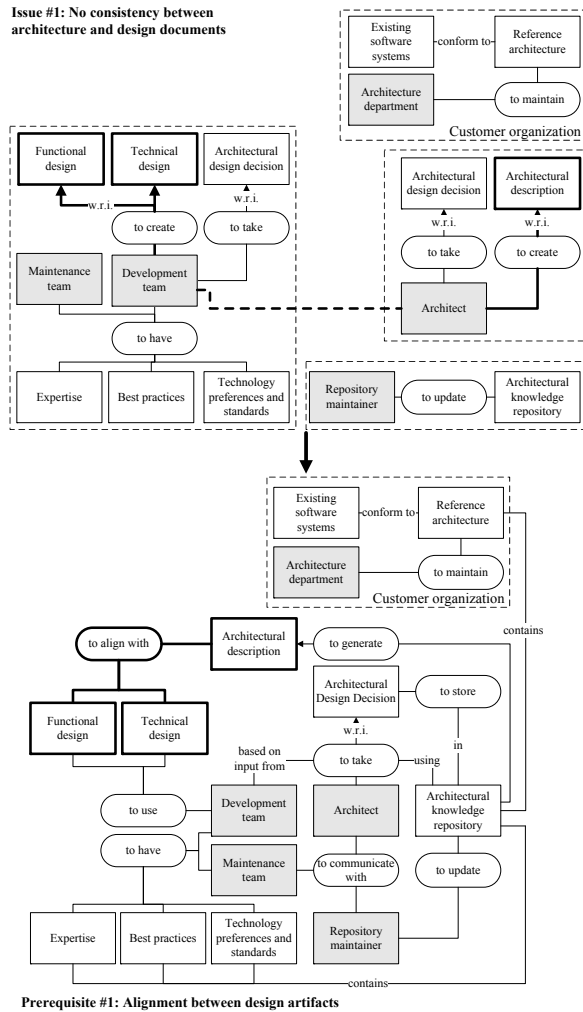 Issue #1: No consistency between
architecture and design documents
Existing
software
systems
conform to
Reference
architecture
Architecture
department
to maintain
Customer organization
Functional
design
Technical
design
Architectural
design decision
w.r.i.
w.r.i.
to create
to take
Maintenance
team
Development
team
to have
Expertise
Best practices
Technology
preferences and
standards
Architectural
design decision
Architectural
description
w.r.i.
w.r.i.
to take
to create
Architect
Repository
maintainer
to update
Architectural
knowledge
repository
Existing
software
systems
conform to
Reference
architecture
Architecture
department
to maintain
Customer organization
contains
to align with
Architectural
description
to generate
Functional
design
Technical
design
Architectural
Design Decision
to store
w.r.i.
in
based on
input from
to take
using
to use
Development
team
Architect
Architectural
knowledge
repository
to have
Maintenance
team
to communicate
with
to update
Expertise
Best practices
Technology
preferences and
standards
Repository
maintainer
contains
Prerequisite #1: Alignment between design artifacts